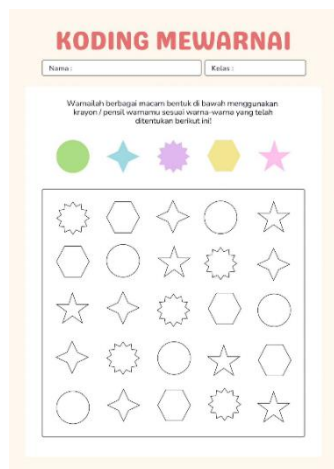 KODING MEWARNAI
Nama :
Kelas :
Warnailah berbagai macam bentuk di bawah menggunakan
krayon / pensil warnamu sesuai warna-warna yang telah
ditentukan berikut ini!